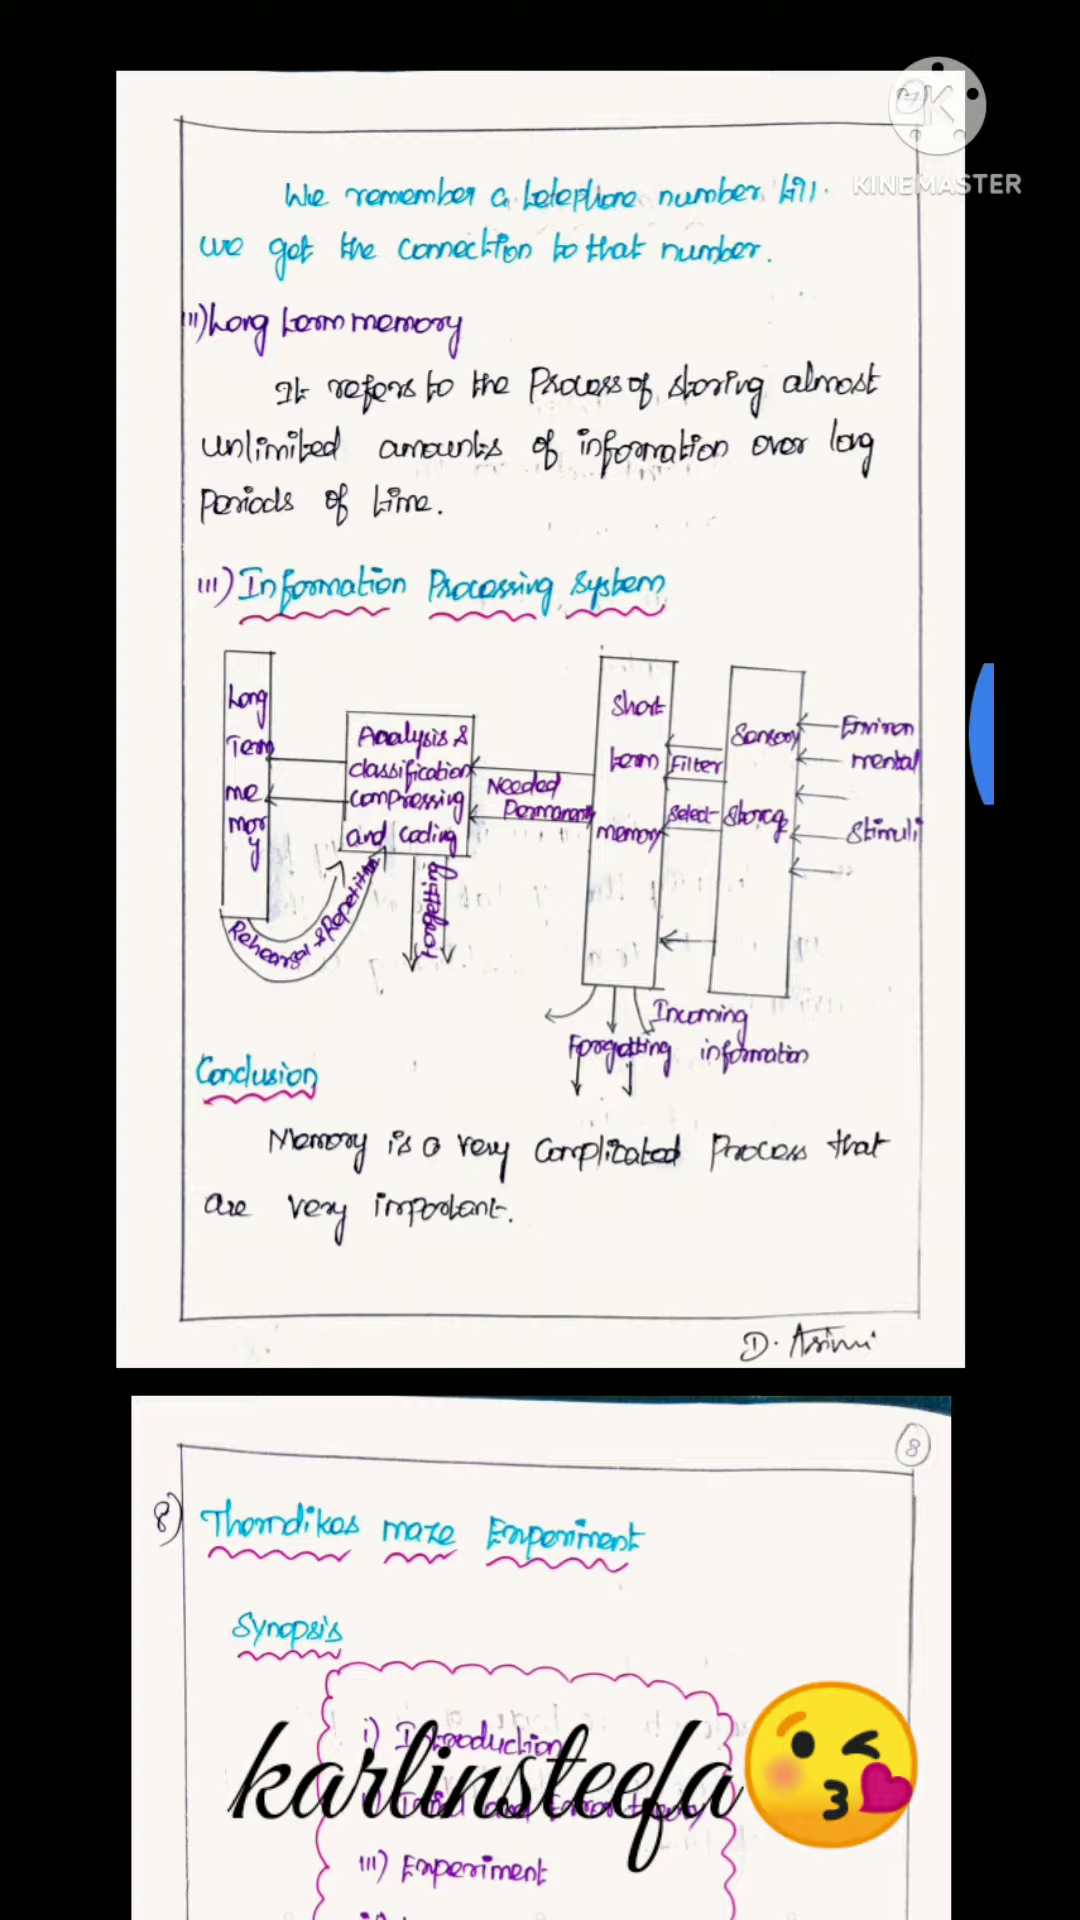 KINEMASTER
We remember a telephone number till
we get the connection to that number.
ii) Long term memory
It refers to the Process of storing almost
unlimited amounts of information over long
Periods of time.
iii) Information Processing System
Long
Term
me
mor
y
Analysis &
classification
compressing
and coding
Needed
Permanently
Short
term
memory
Filter
Select
Sensory
Storage
Environ
mental
Stimuli
Rehearsal & Repetition
forgetting
Incoming
Forgetting information
Conclusion
Memory is a very complicated Process that
are very important.
8
8) Thorndikes maze Experiment
Synopsis
i) Introduction
karlinsteefa
iii) Experiment